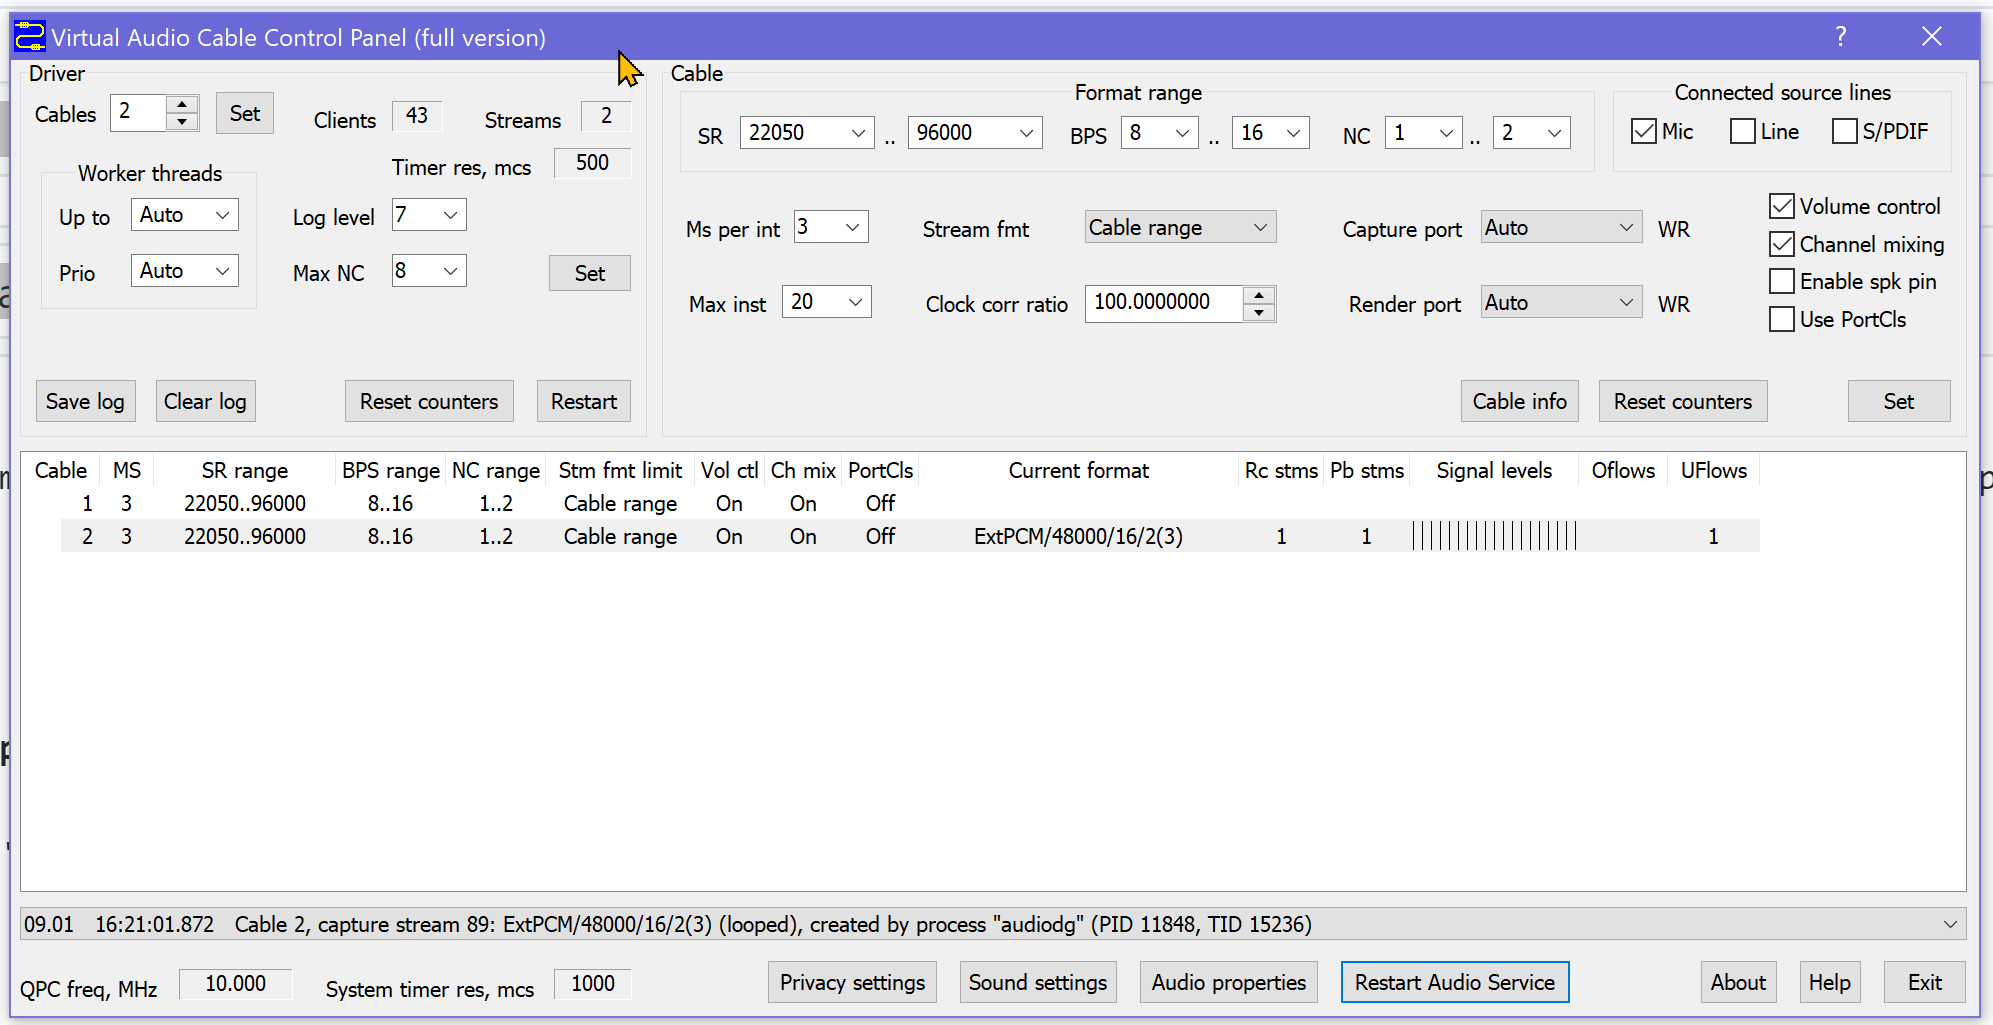 Virtual Audio Cable Control Panel (full version)
?
Driver
Cables 2 Set Clients 43 Streams 2
Timer res, mcs 500
Worker threads
Up to Auto Log level 7
Prio Auto Max NC 8 Set
Save log Clear log Reset counters Restart
Cable
Format range
SR 22050 .. 96000 BPS 8 .. 16 NC 1 .. 2
Connected source lines
Mic Line S/PDIF
Ms per int 3 Stream fmt Cable range Capture port Auto WR
Max inst 20 Clock corr ratio 100.0000000 Render port Auto WR
Volume control
Channel mixing
Enable spk pin
Use PortCls
Cable info Reset counters Set
Cable MS SR range BPS range NC range Stm fmt limit Vol ctl Ch mix PortCls Current format Rc stms Pb stms Signal levels Oflows UFlows
1 3 22050..96000 8..16 1..2 Cable range On On Off
2 3 22050..96000 8..16 1..2 Cable range On On Off ExtPCM/48000/16/2(3) 1 1 1
09.01 16:21:01.872 Cable 2, capture stream 89: ExtPCM/48000/16/2(3) (looped), created by process "audiodg" (PID 11848, TID 15236)
QPC freq, MHz 10.000 System timer res, mcs 1000 Privacy settings Sound settings Audio properties Restart Audio Service About Help Exit